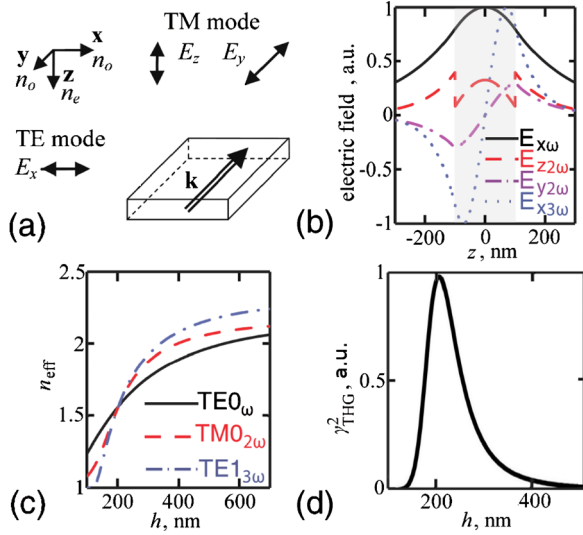 TM mode
x
y
n_o
z
n_o
n_e
E_z
E_y
TE mode
E_x
k
(a)
electric field, a.u.
1
0.5
0
-0.5
-1
-200
0
200
z, nm
E_xω
E_z2ω
E_y2ω
E_x3ω
(b)
n_eff
2.5
2
1.5
1
200
400
600
h, nm
TE0_ω
TM0_2ω
TE1_3ω
(c)
γ²_THG, a.u.
1
0.5
0
200
400
h, nm
(d)